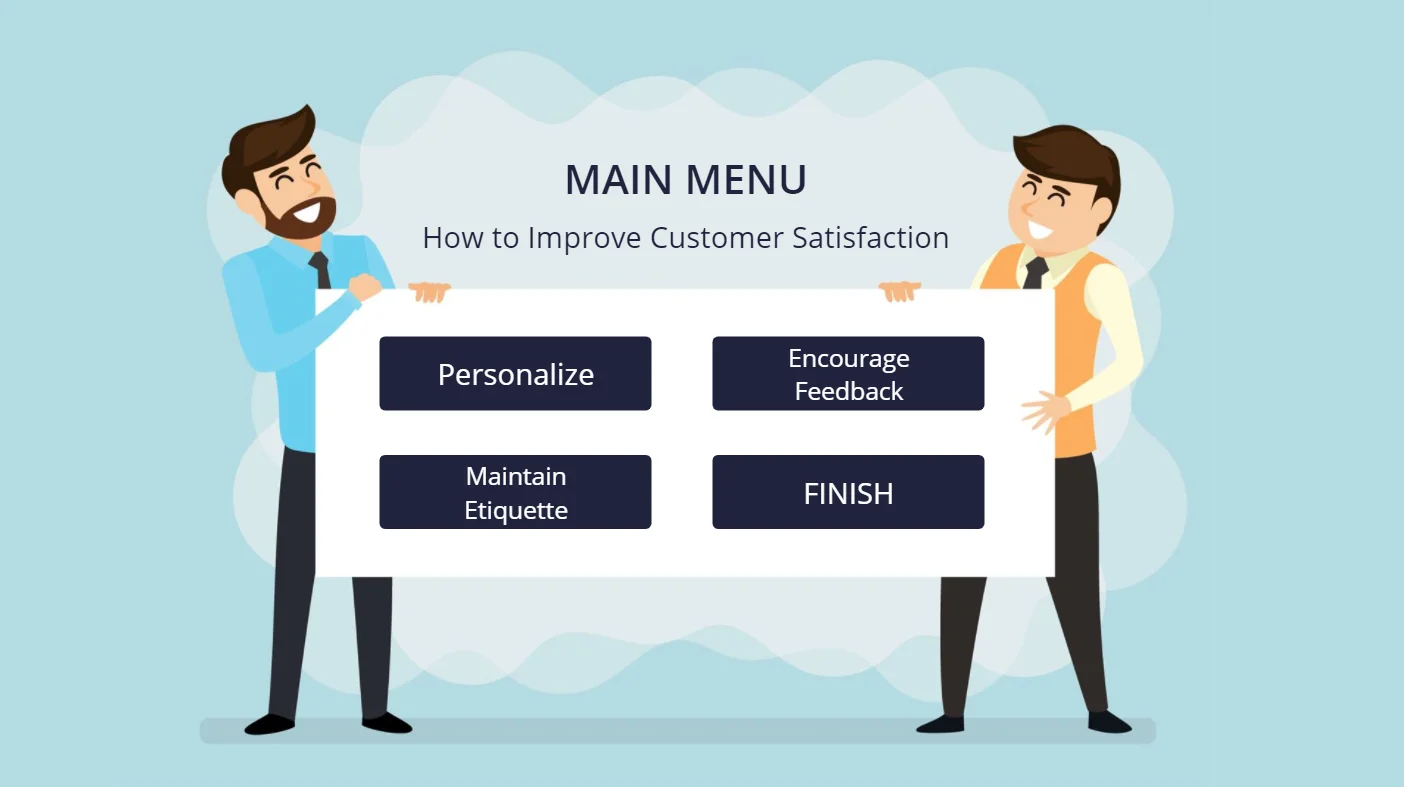 MAIN MENU
How to Improve Customer Satisfaction
Personalize
Encourage
Feedback
Maintain
Etiquette
FINISH